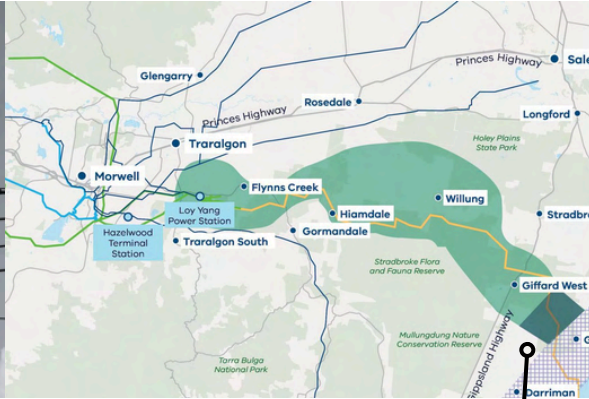 Princes Highway
Sale
Glengarry
Rosedale
Princes Highway
Longford
Traralgon
Holey Plains
State Park
Morwell
Flynns Creek
Willung
Loy Yang
Power Station
Hiamdale
Stradbro
Hazelwood
Terminal
Station
Gormandale
Traralgon South
Stradbroke Flora
and Fauna Reserve
Giffard West
Mullungdung Nature
Conservation Reserve
Gippsland Highway
G
Tarra Bulga
National Park
Darriman